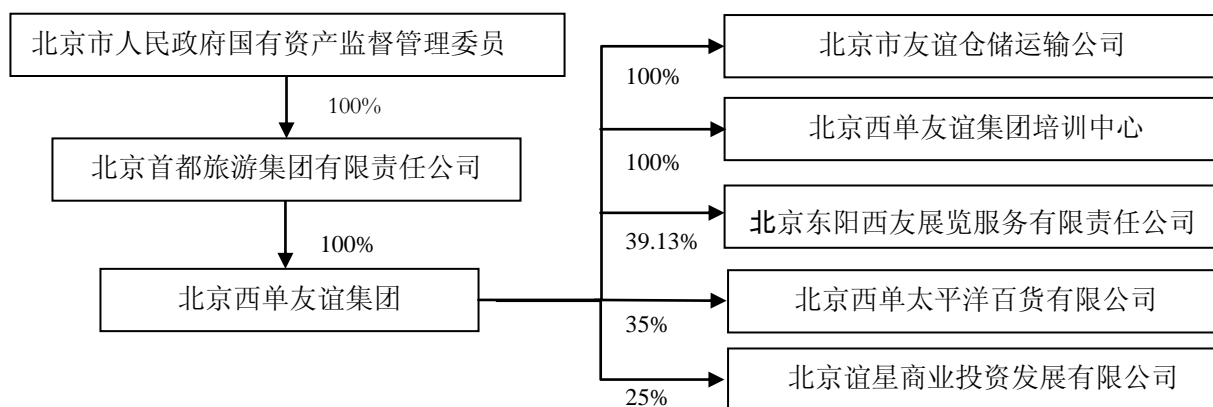 北京市人民政府国有资产监督管理委员
100%
北京首都旅游集团有限责任公司
100%
北京西单友谊集团
北京市友谊仓储运输公司
100%
北京西单友谊集团培训中心
100%
北京东阳西友展览服务有限责任公司
39.13%
北京西单太平洋百货有限公司
35%
北京谊星商业投资发展有限公司
25%